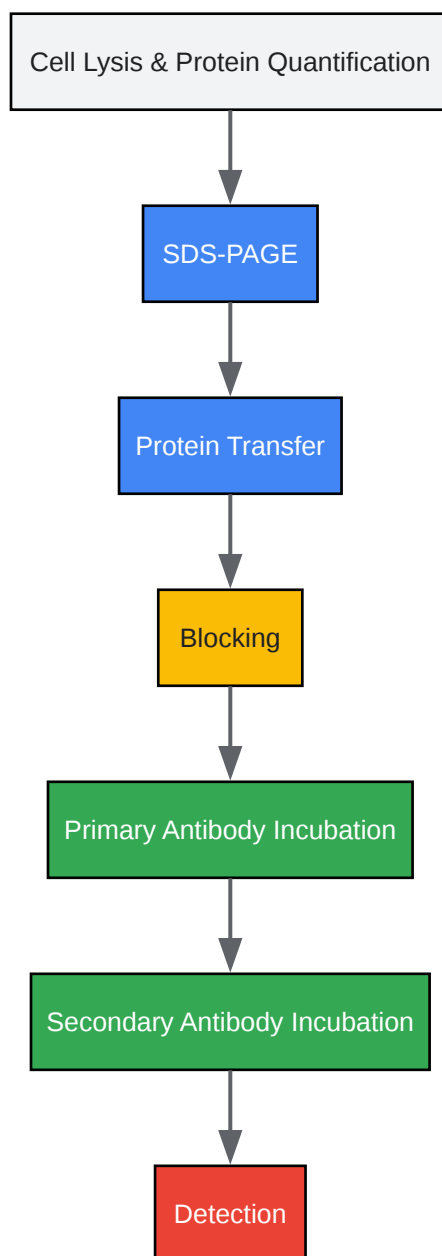 Cell Lysis & Protein Quantification
SDS-PAGE
Protein Transfer
Blocking
Primary Antibody Incubation
Secondary Antibody Incubation
Detection